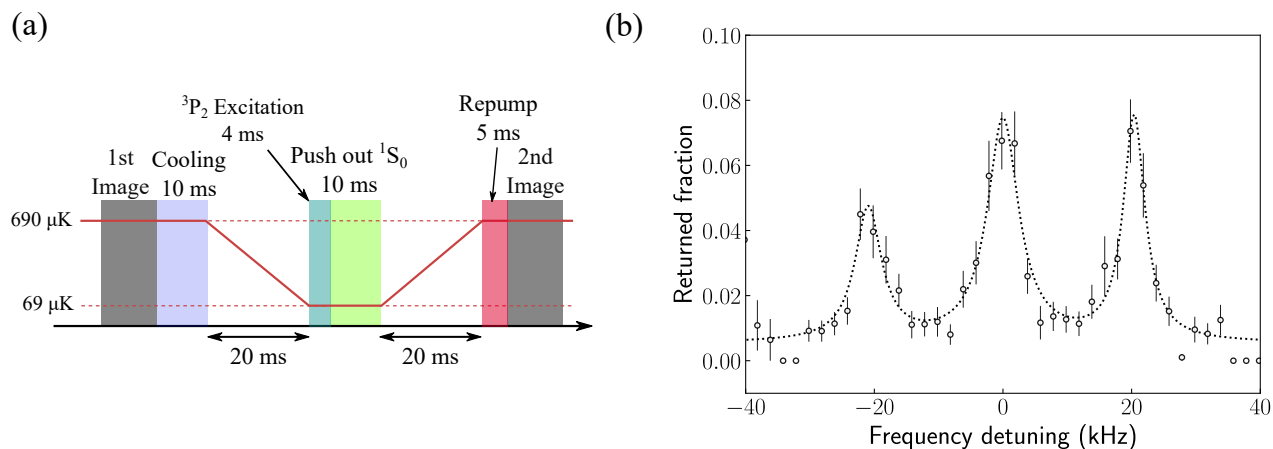 (a)
³P₂ Excitation
4 ms
Repump
5 ms
1st
Image
Cooling
10 ms
Push out ¹S₀
10 ms
2nd
Image
690 μK
69 μK
20 ms
20 ms
(b)
Returned fraction
0.10
0.08
0.06
0.04
0.02
0.00
−40
−20
0
20
40
Frequency detuning (kHz)